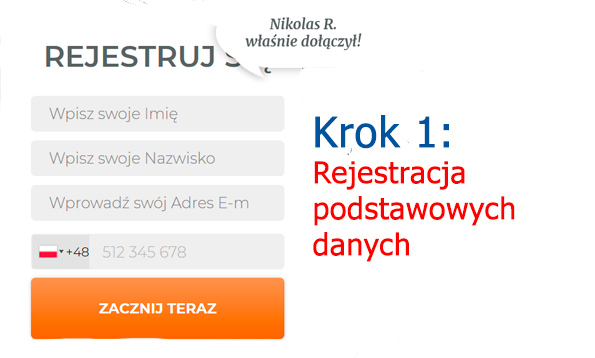 Nikolas R.
właśnie dołączył!
REJESTRUJ
Wpisz swoje Imię
Wpisz swoje Nazwisko
Wprowadź swój Adres E-m
+48 512 345 678
ZACZNIJ TERAZ
Krok 1:
Rejestracja
podstawowych
danych